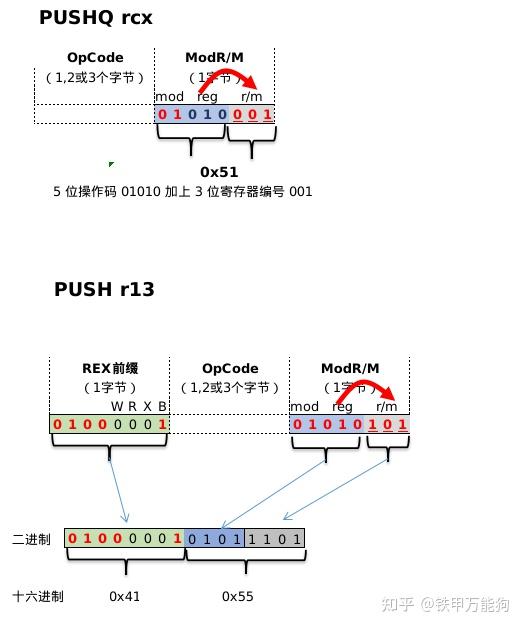 PUSHQ rcx
OpCode ModR/M
（1,2或3个字节） （1字节）
mod reg r/m
0 1 0 1 0 0 0 1
0x51
5 位操作码 01010 加上 3 位寄存器编号 001
PUSH r13
REX前缀 OpCode ModR/M
（1字节） （1,2或3个字节） （1字节）
W R X B mod reg r/m
0 1 0 0 0 0 0 1 0 1 0 1 0 1 0 1
二进制 0 1 0 0 0 0 0 1 0 1 0 1 1 1 0 1
十六进制 0x41 0x55
知乎 @铁甲万能狗